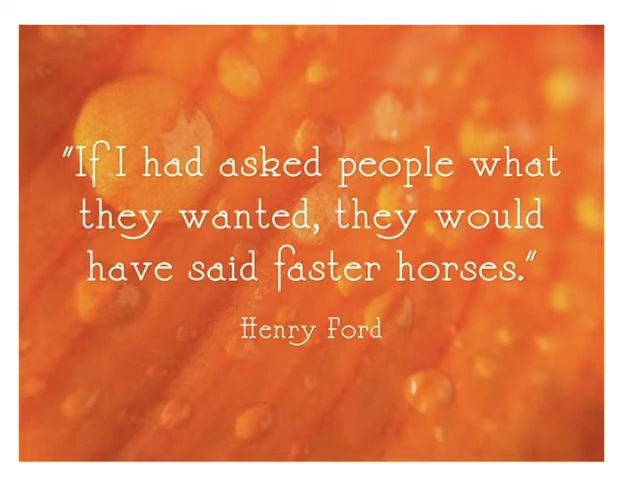 "If I had asked people what
they wanted, they would
have said faster horses."
Henry Ford